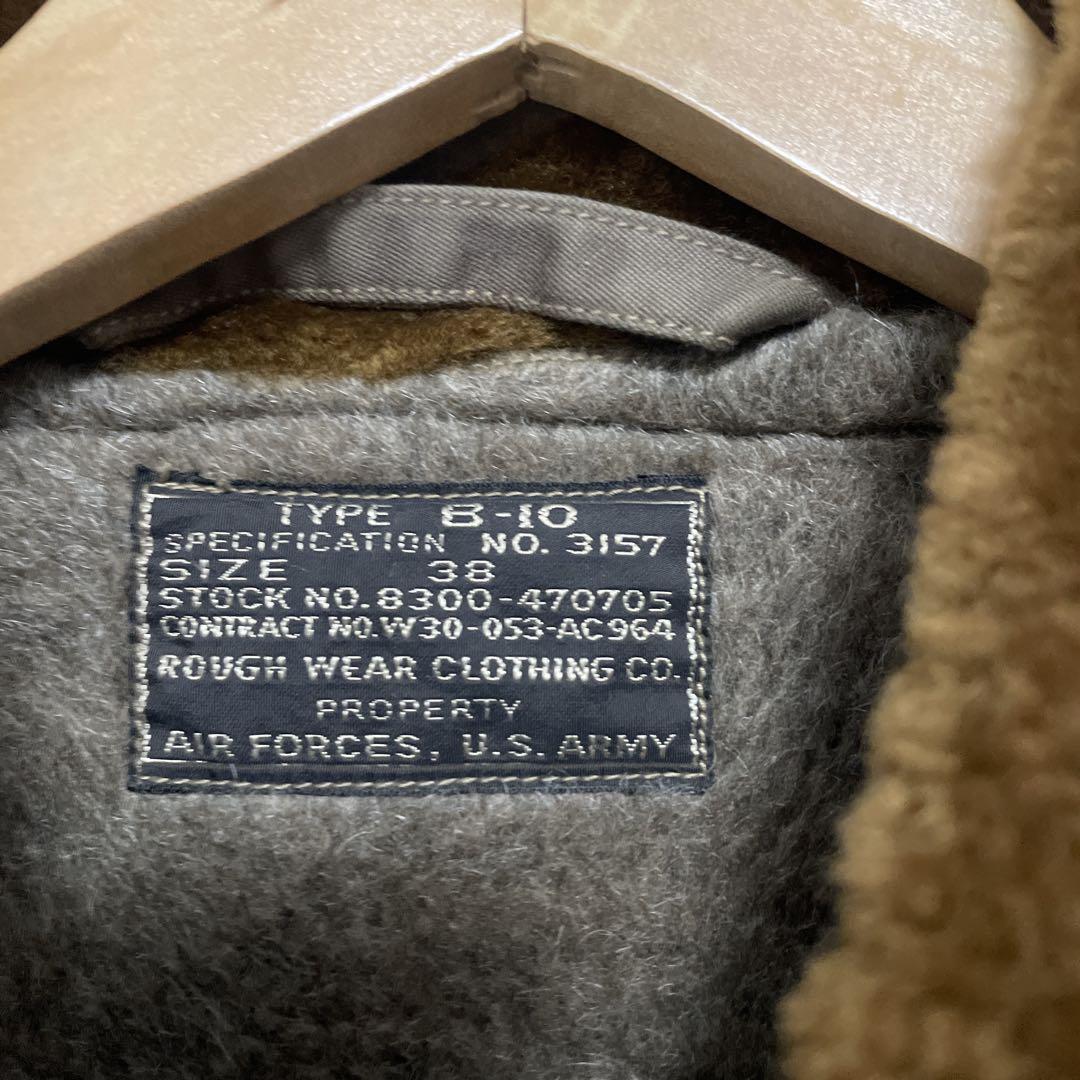 TYPE B-10
SPECIFICATION NO. 3157
SIZE 38
STOCK NO. 8300-470705
CONTRACT NO. W30-053-AC964
ROUGH WEAR CLOTHING CO.
PROPERTY
AIR FORCES, U.S. ARMY